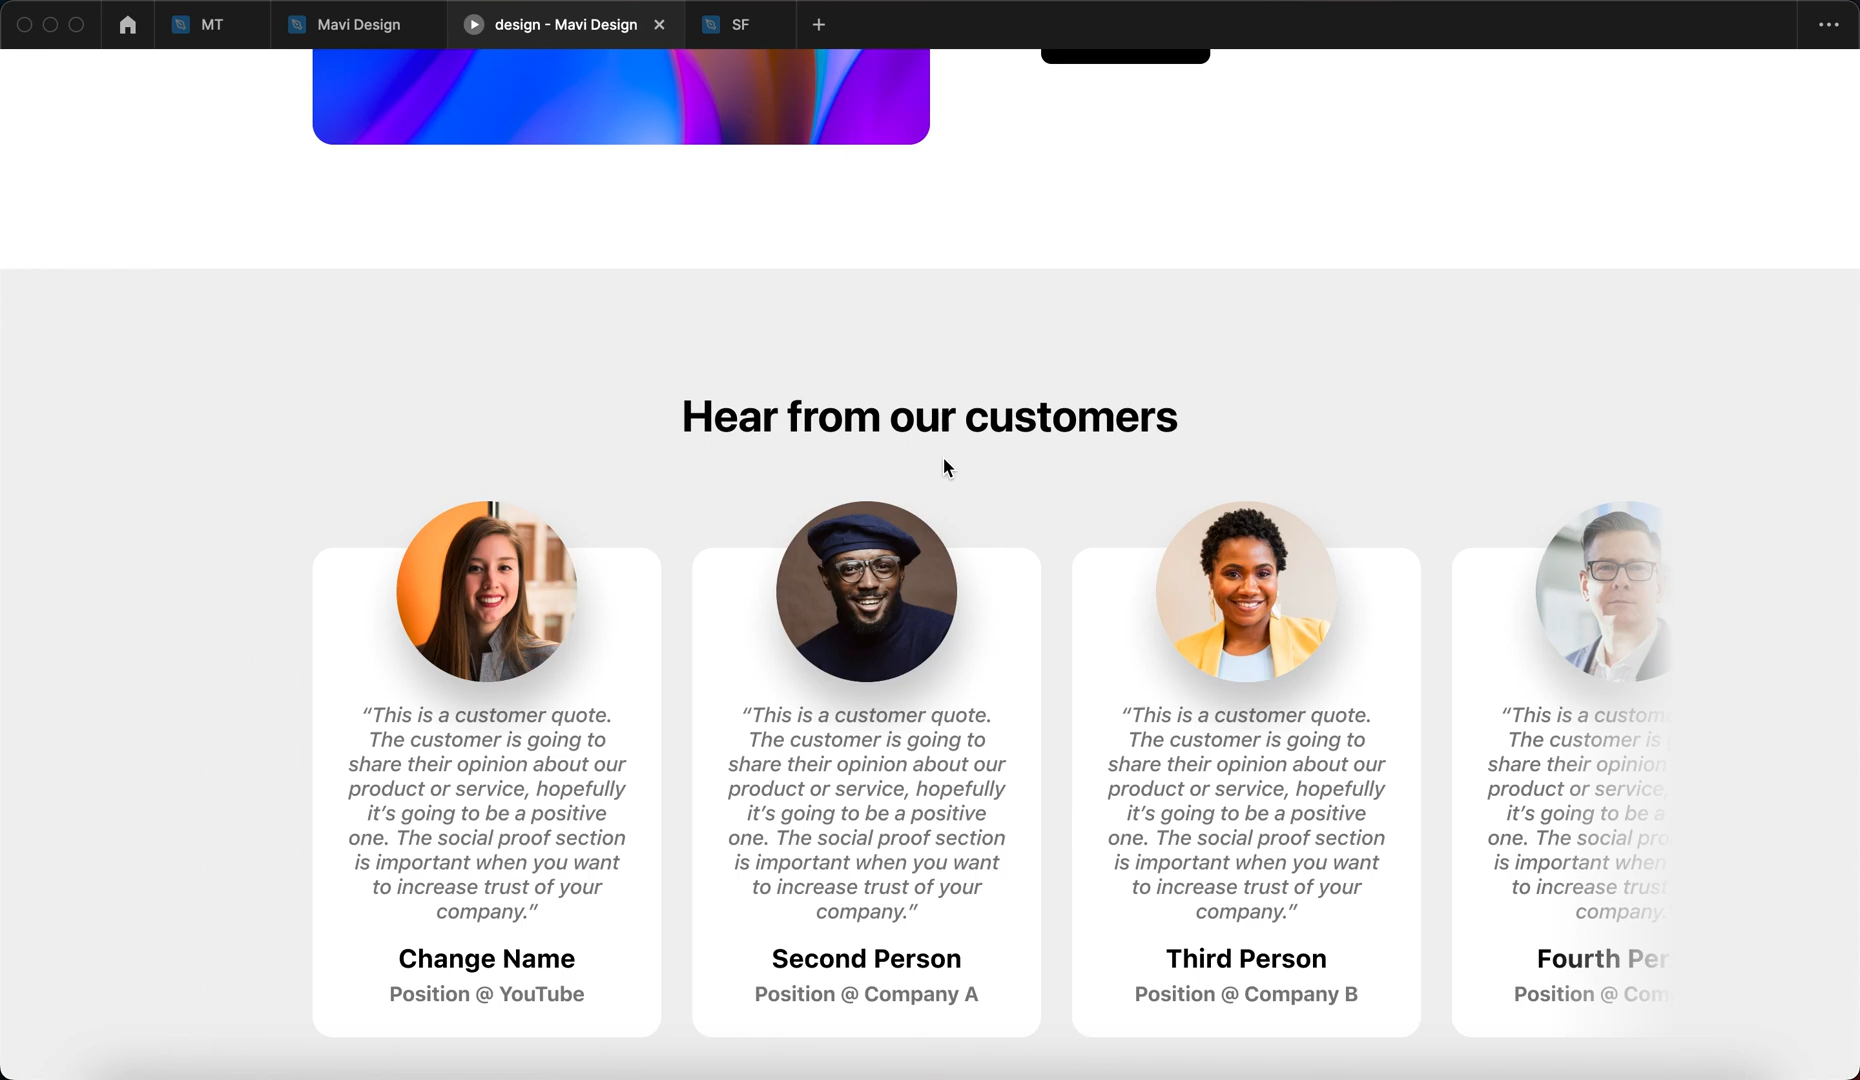 MT
Mavi Design
design - Mavi Design
SF
Hear from our customers
“This is a customer quote.
The customer is going to
share their opinion about our
product or service, hopefully
it’s going to be a positive
one. The social proof section
is important when you want
to increase trust of your
company.”
Change Name
Position @ YouTube
“This is a customer quote.
The customer is going to
share their opinion about our
product or service, hopefully
it’s going to be a positive
one. The social proof section
is important when you want
to increase trust of your
company.”
Second Person
Position @ Company A
“This is a customer quote.
The customer is going to
share their opinion about our
product or service, hopefully
it’s going to be a positive
one. The social proof section
is important when you want
to increase trust of your
company.”
Third Person
Position @ Company B
“This is a
The customer is
share their opinion
product or service,
it’s going to be a
one. The social
is important when
to increase trust
company.”
Fourth
Position @